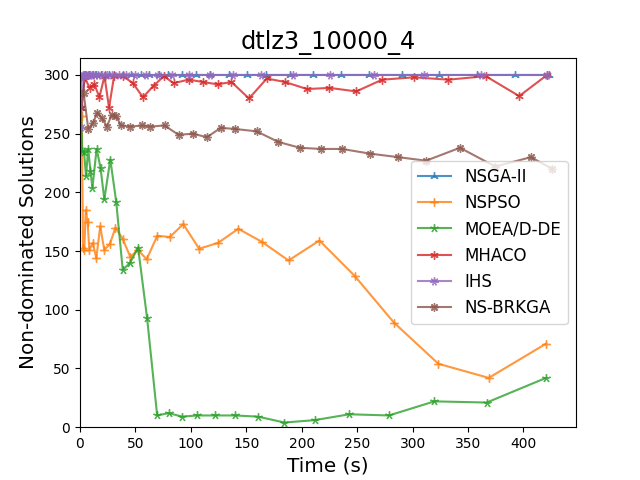 dtlz3_10000_4
Non-dominated Solutions
300
250
200
150
100
50
0
0 50 100 150 200 250 300 350 400
Time (s)
NSGA-II
NSPSO
MOEA/D-DE
MHACO
IHS
NS-BRKGA